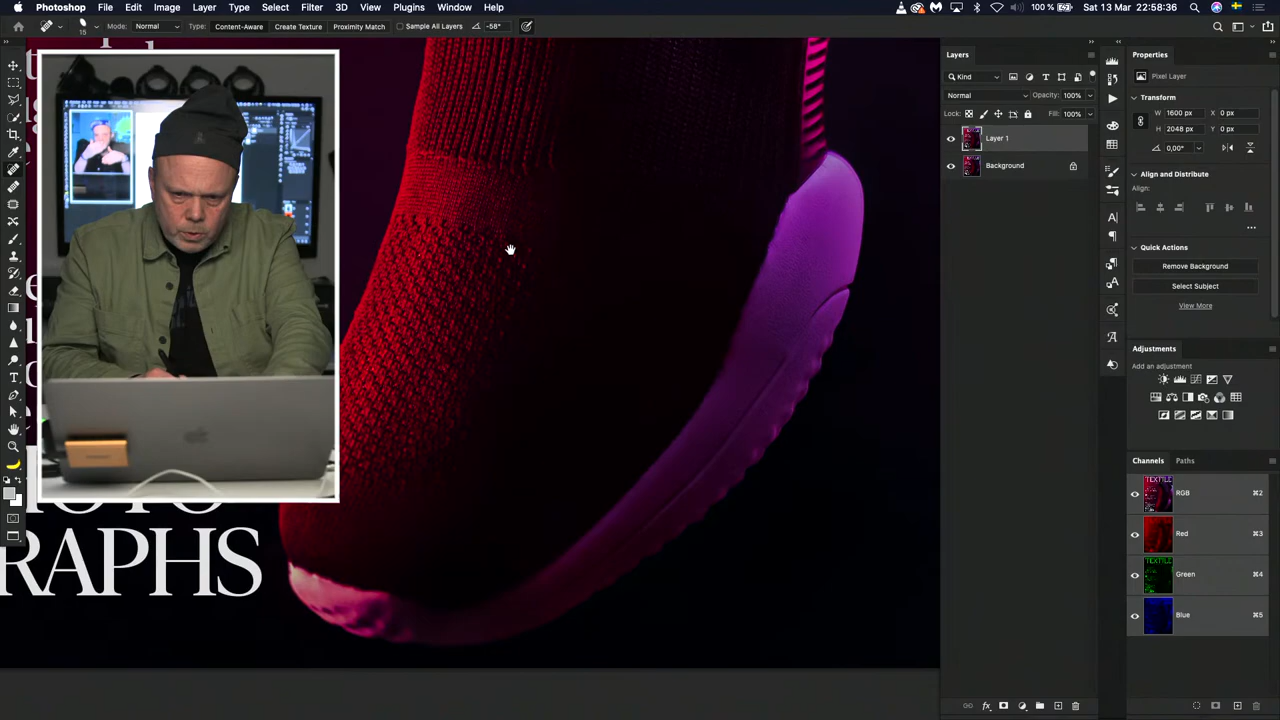 Photoshop File Edit Image Layer Type Select Filter 3D View Plugins Window Help 100 % Sat 13 Mar 22:58:36
15 Mode: Normal Type: Content-Aware Create Texture Proximity Match Sample All Layers -58°
GRAPHS
Layers
Kind
Normal Opacity: 100%
Lock: Fill: 100%
Layer 1
Background
Properties
Pixel Layer
Transform
W 1600 px X 0 px
H 2048 px Y 0 px
0,00°
Align and Distribute
Align:
Quick Actions
Remove Background
Select Subject
View More
Adjustments
Add an adjustment
Channels Paths
RGB ⌘2
Red ⌘3
Green ⌘4
Blue ⌘5